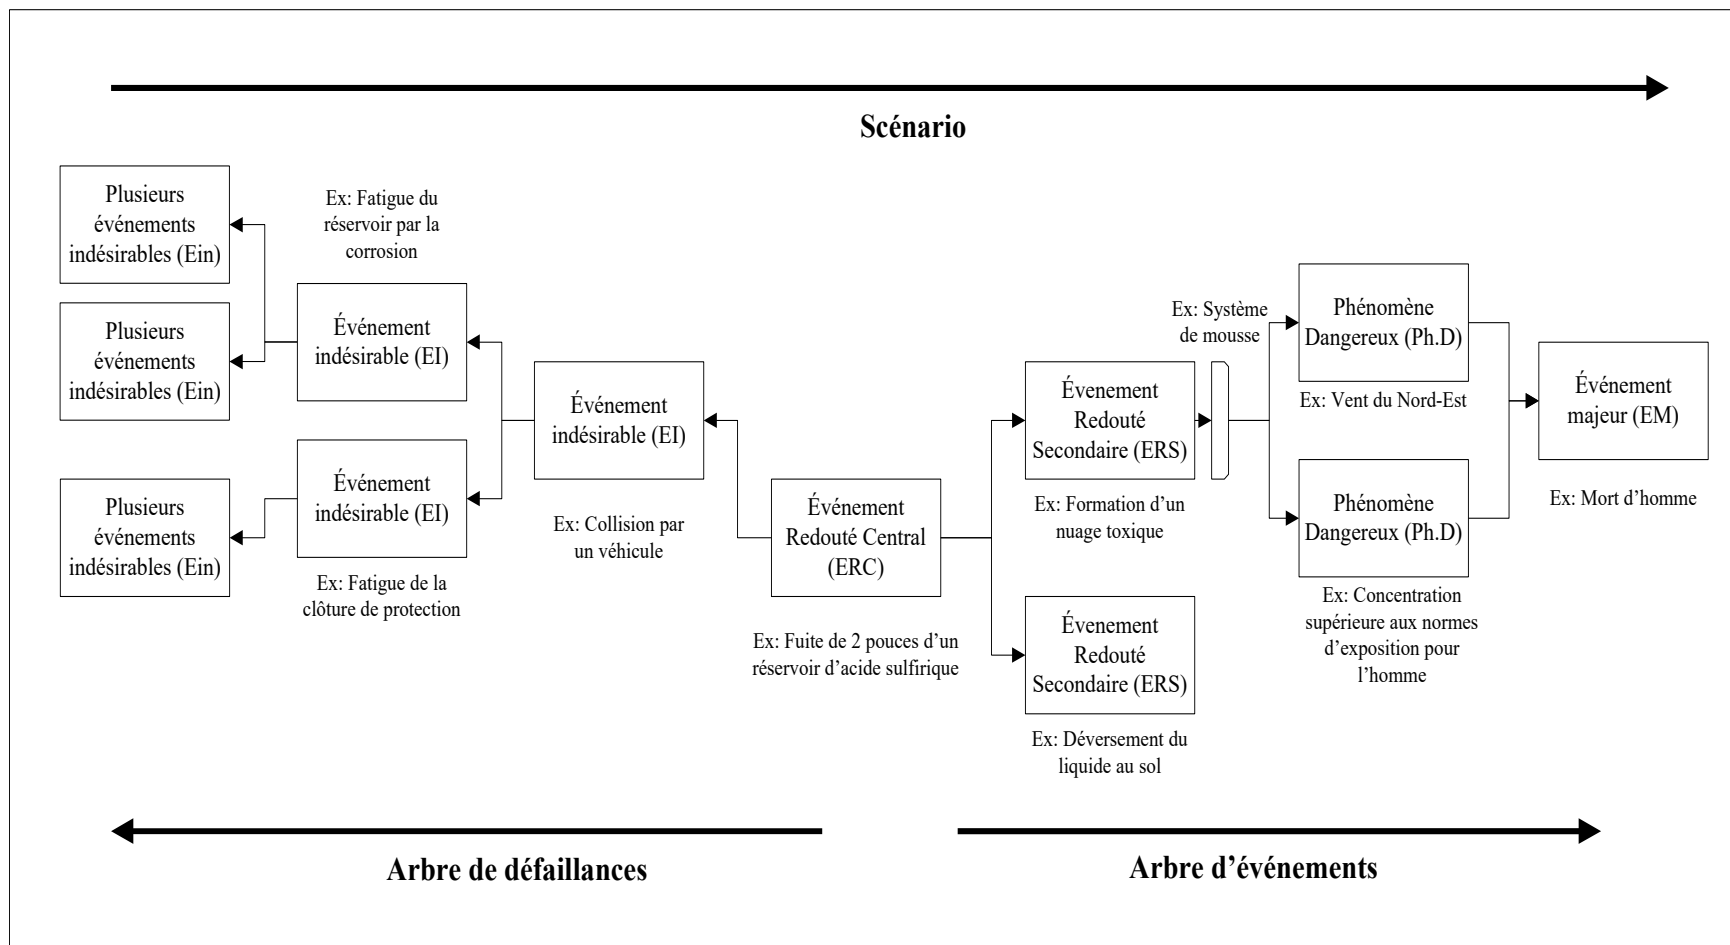 Scénario
Plusieurs
événements
indésirables (Ein)
Ex: Fatigue du
réservoir par la
corrosion
Plusieurs
événements
indésirables (Ein)
Événement
indésirable (EI)
Plusieurs
événements
indésirables (Ein)
Événement
indésirable (EI)
Ex: Fatigue de la
clôture de protection
Événement
indésirable (EI)
Ex: Collision par
un véhicule
Événement
Redouté Central
(ERC)
Ex: Fuite de 2 pouces d’un
réservoir d’acide sulfirique
Évenement
Redouté
Secondaire (ERS)
Ex: Formation d’un
nuage toxique
Évenement
Redouté
Secondaire (ERS)
Ex: Déversement du
liquide au sol
Ex: Système
de mousse
Phénomène
Dangereux (Ph.D)
Ex: Vent du Nord-Est
Phénomène
Dangereux (Ph.D)
Ex: Concentration
supérieure aux normes
d’exposition pour
l’homme
Événement
majeur (EM)
Ex: Mort d’homme
Arbre de défaillances
Arbre d’événements